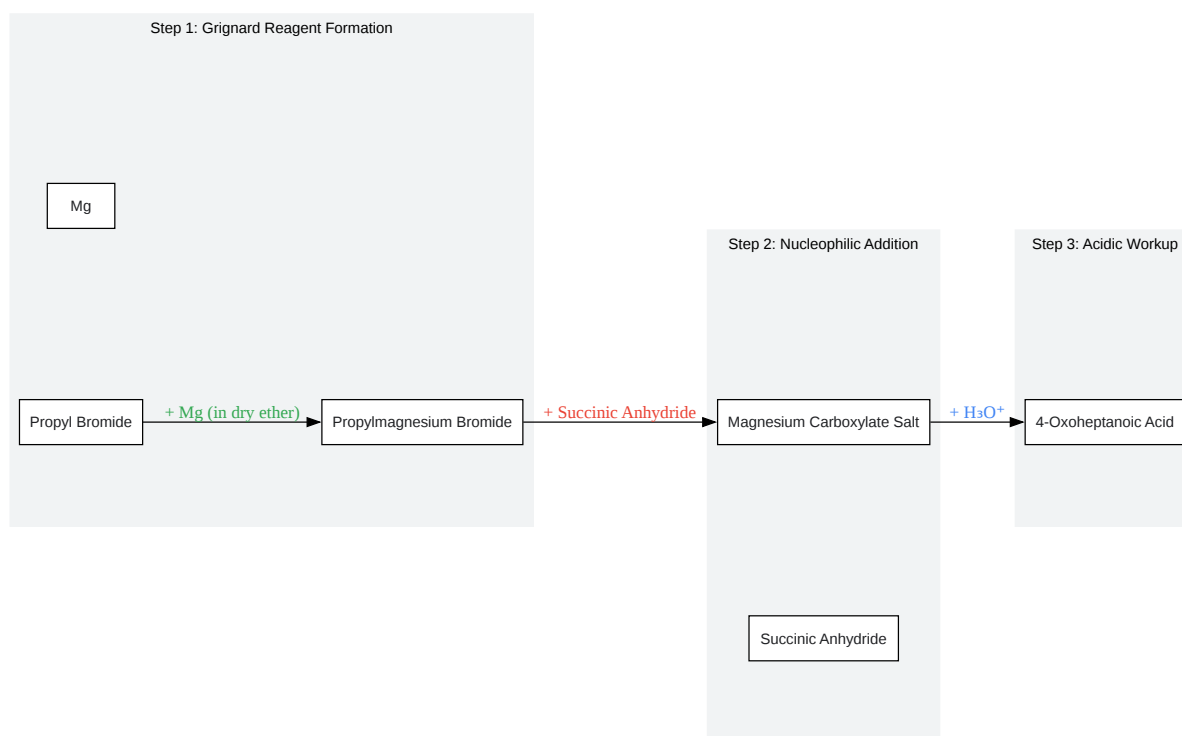 Step 1: Grignard Reagent Formation
Mg
Propyl Bromide
+ Mg (in dry ether)
Propylmagnesium Bromide
+ Succinic Anhydride
Step 2: Nucleophilic Addition
Magnesium Carboxylate Salt
Succinic Anhydride
+ H₃O⁺
Step 3: Acidic Workup
4-Oxoheptanoic Acid